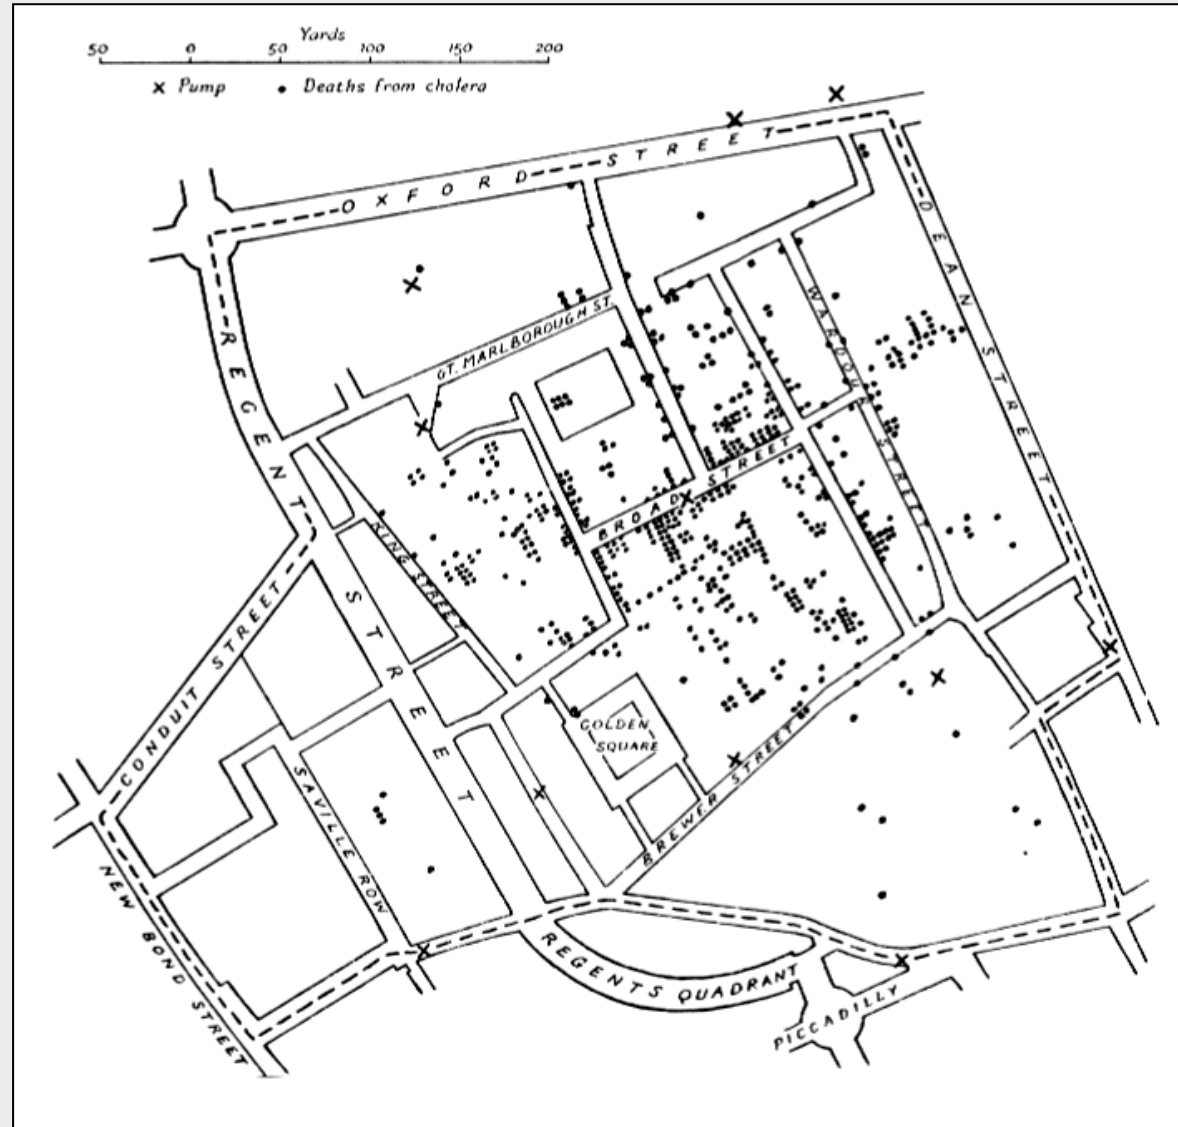 Yards
50 0 50 100 150 200
× Pump • Deaths from cholera
OXFORD STREET
DEAN STREET
WARDOUR STREET
REGENT STREET
GT. MARLBOROUGH ST.
BROAD STREET
KING STREET
CONDUIT STREET
GOLDEN
SQUARE
BREWER STREET
SAVILLE ROW
NEW BOND STREET
REGENTS QUADRANT
PICCADILLY